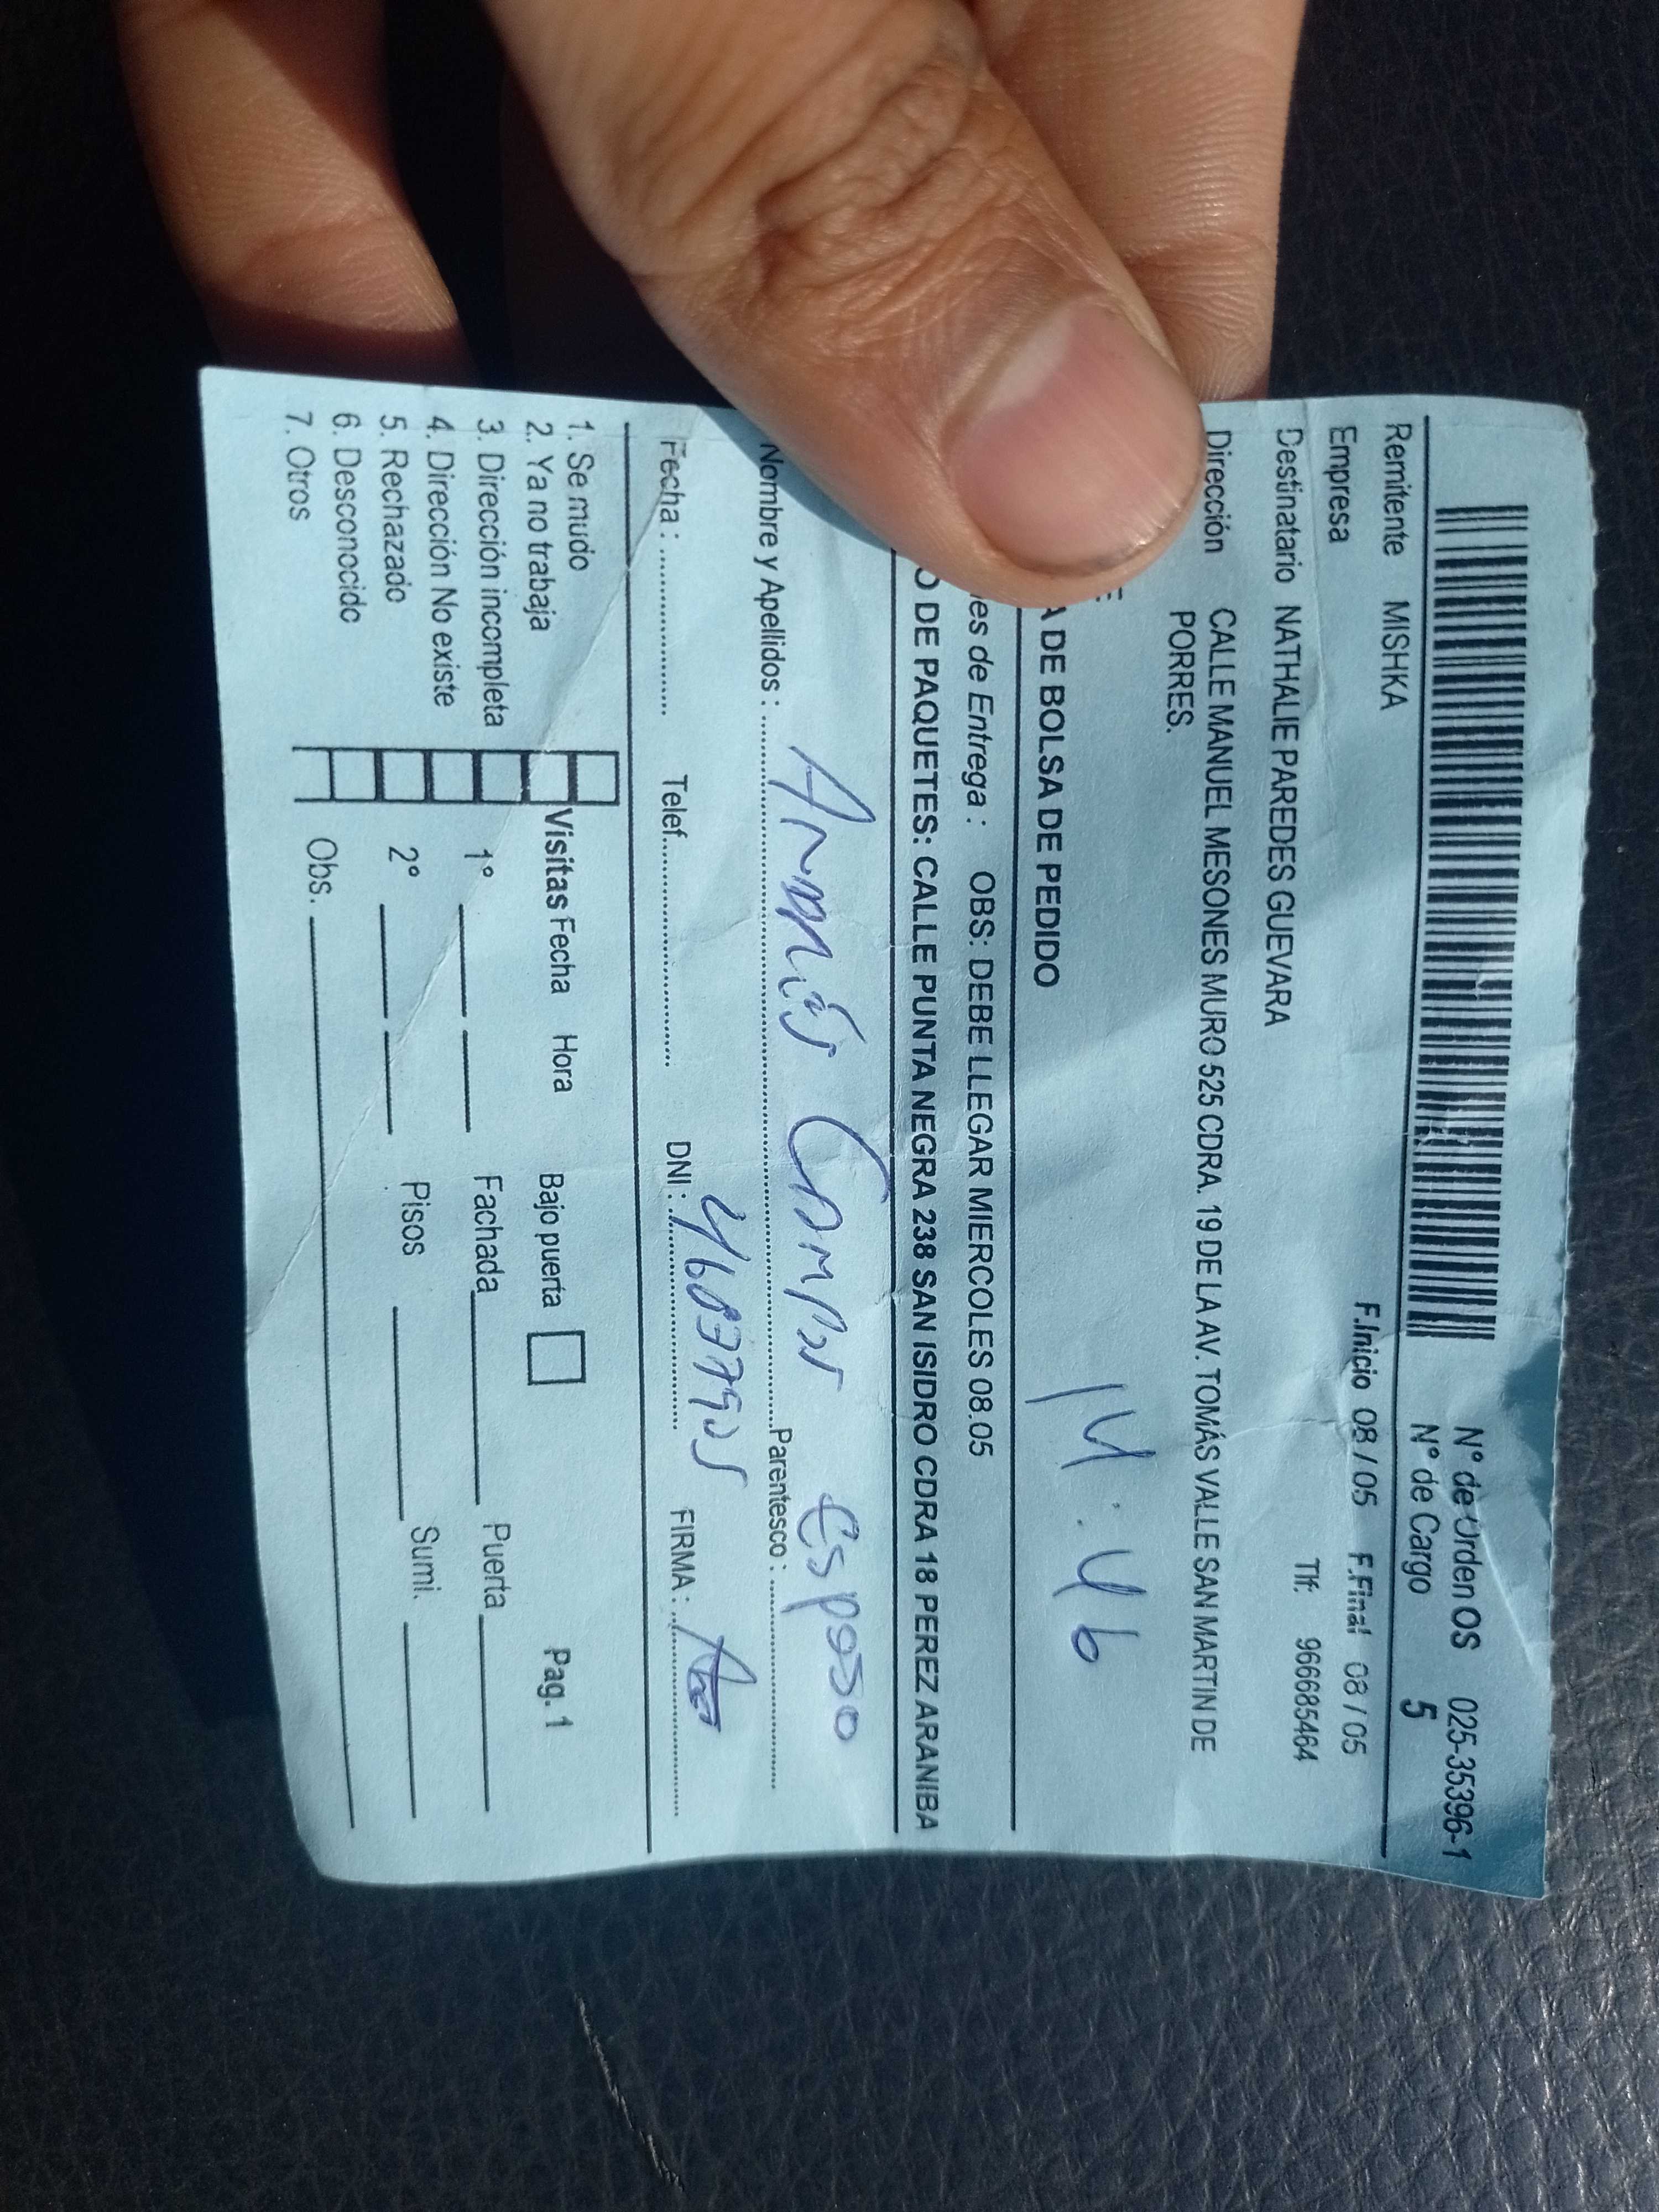 N° de Orden OS 025-35396-1
N° de Cargo 5
Remitente MISHKA
Empresa F.Inicio 08 / 05 F.Final 08 / 05
Destinatario NATHALIE PAREDES GUEVARA Tlf: 966685464
Dirección CALLE MANUEL MESONES MURO 525 CDRA. 19 DE LA AV. TOMÁS VALLE SAN MARTIN DE
PORRES.
14.46
A DE BOLSA DE PEDIDO
es de Entrega : OBS: DEBE LLEGAR MIERCOLES 08.05
O DE PAQUETES: CALLE PUNTA NEGRA 238 SAN ISIDRO CDRA 18 PEREZ ARANIBA
Nombre y Apellidos : Campos Parentesco : Esposo
Fecha : Telef. DNI : FIRMA :
1. Se mudo
2. Ya no trabaja
3. Dirección incompleta
4. Dirección No existe
5. Rechazado
6. Desconocido
7. Otros
Visitas Fecha Hora Bajo puerta Pag. 1
1° Fachada Puerta
2° Pisos Sumi.
Obs.